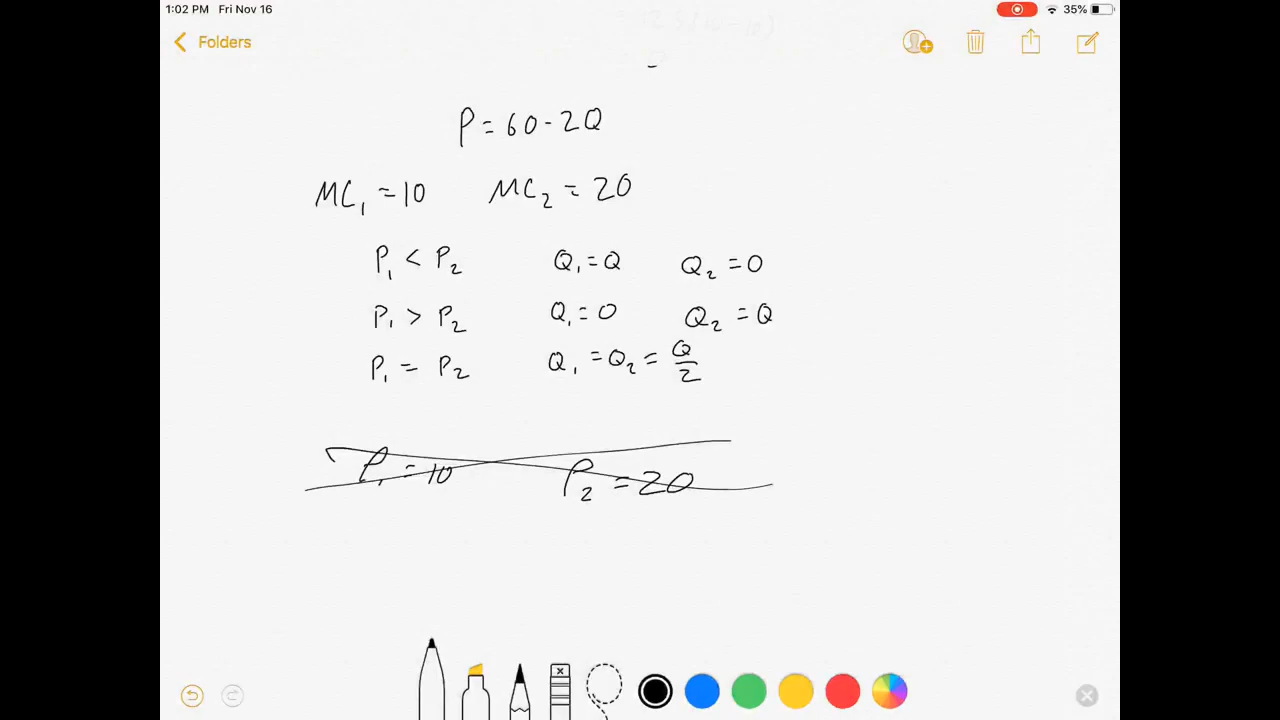 1:02 PM Fri Nov 16 35%
Folders
P = 60 - 2Q
MC₁ = 10 MC₂ = 20
P₁ < P₂ Q₁ = Q Q₂ = 0
P₁ > P₂ Q₁ = 0 Q₂ = Q
P₁ = P₂ Q₁ = Q₂ = Q/2
P₁ = 10 P₂ = 20